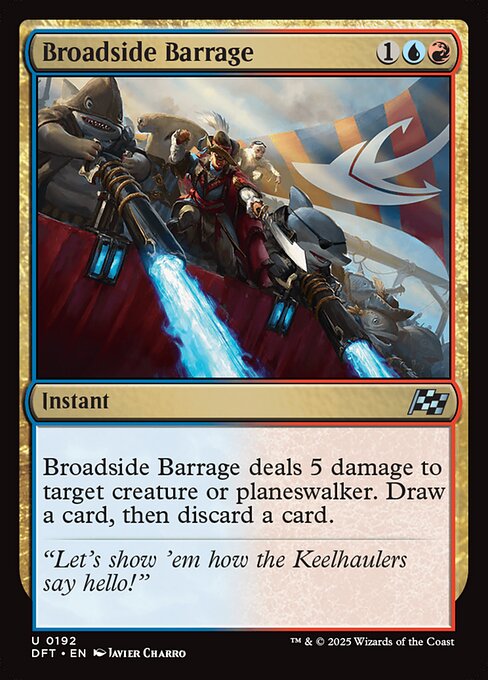 Broadside Barrage 1
Instant
Broadside Barrage deals 5 damage to
target creature or planeswalker. Draw
a card, then discard a card.
“Let’s show ’em how the Keelhaulers
say hello!”
U 0192
DFT • EN Javier Charro
™ & © 2025 Wizards of the Coast